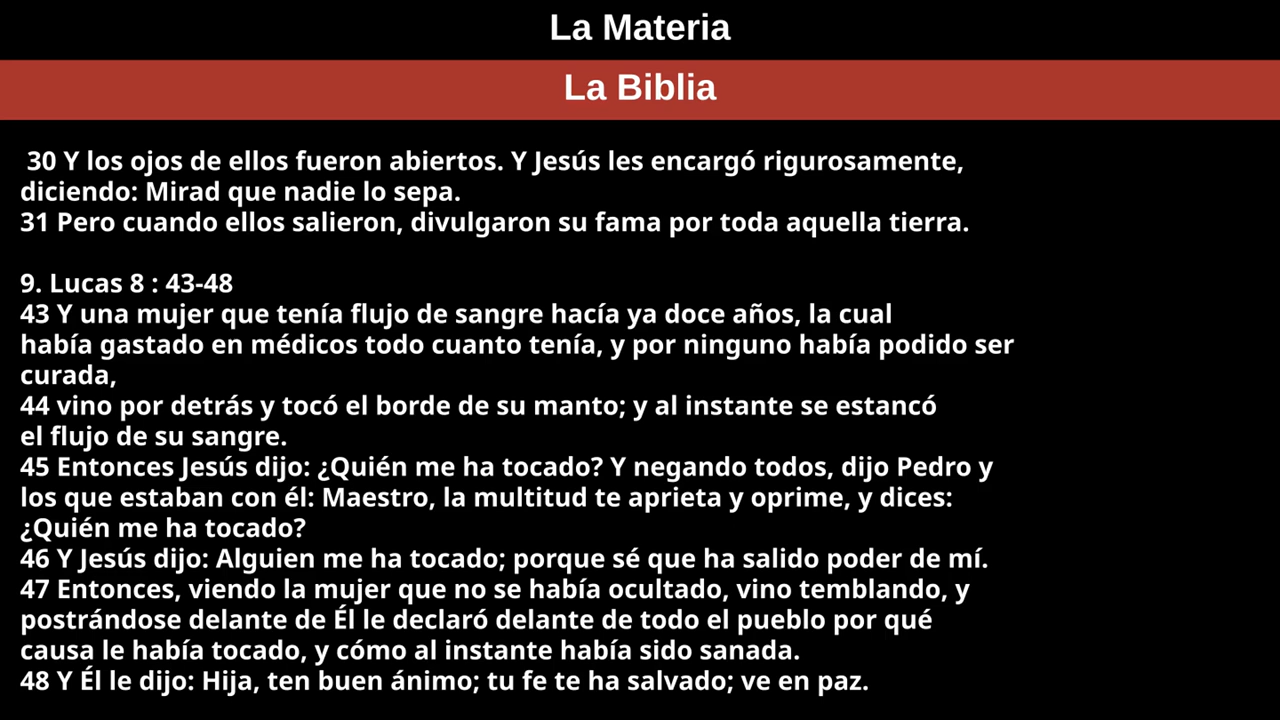 La Materia
La Biblia
30 Y los ojos de ellos fueron abiertos. Y Jesús les encargó rigurosamente,
diciendo: Mirad que nadie lo sepa.
31 Pero cuando ellos salieron, divulgaron su fama por toda aquella tierra.
9. Lucas 8 : 43-48
43 Y una mujer que tenía flujo de sangre hacía ya doce años, la cual
había gastado en médicos todo cuanto tenía, y por ninguno había podido ser
curada,
44 vino por detrás y tocó el borde de su manto; y al instante se estancó
el flujo de su sangre.
45 Entonces Jesús dijo: ¿Quién me ha tocado? Y negando todos, dijo Pedro y
los que estaban con él: Maestro, la multitud te aprieta y oprime, y dices:
¿Quién me ha tocado?
46 Y Jesús dijo: Alguien me ha tocado; porque sé que ha salido poder de mí.
47 Entonces, viendo la mujer que no se había ocultado, vino temblando, y
postrándose delante de Él le declaró delante de todo el pueblo por qué
causa le había tocado, y cómo al instante había sido sanada.
48 Y Él le dijo: Hija, ten buen ánimo; tu fe te ha salvado; ve en paz.